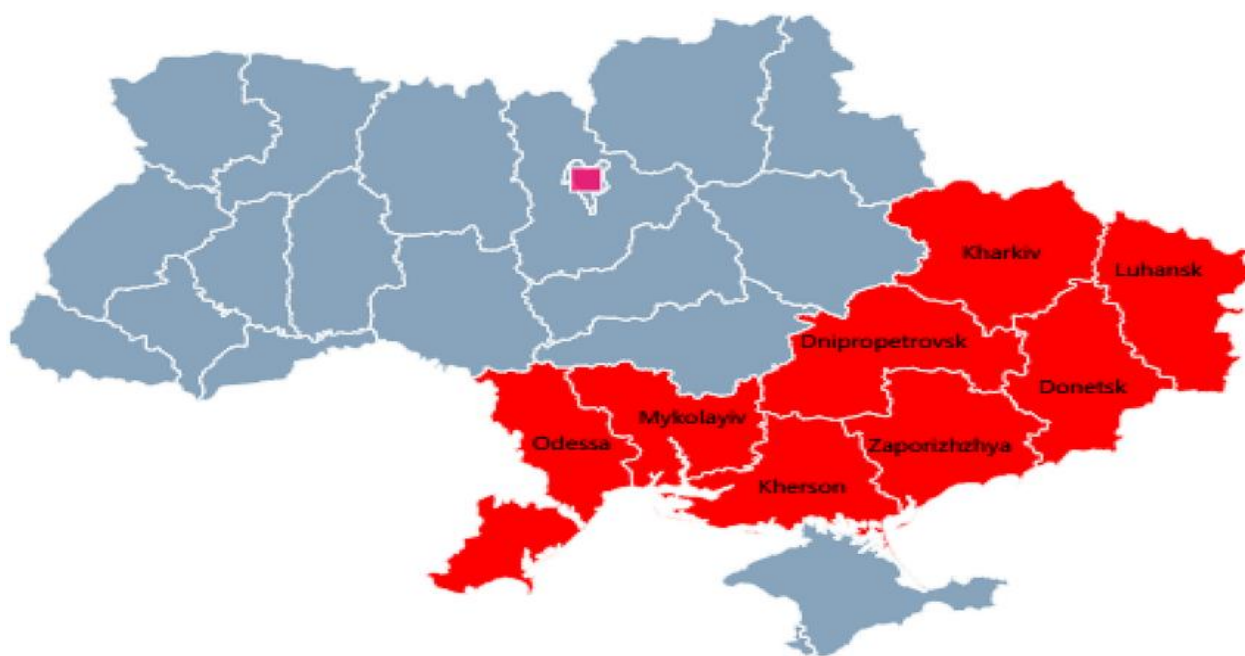 Kharkiv
Luhansk
Dnipropetrovsk
Donetsk
Mykolayiv
Odessa
Zaporizhzhya
Kherson